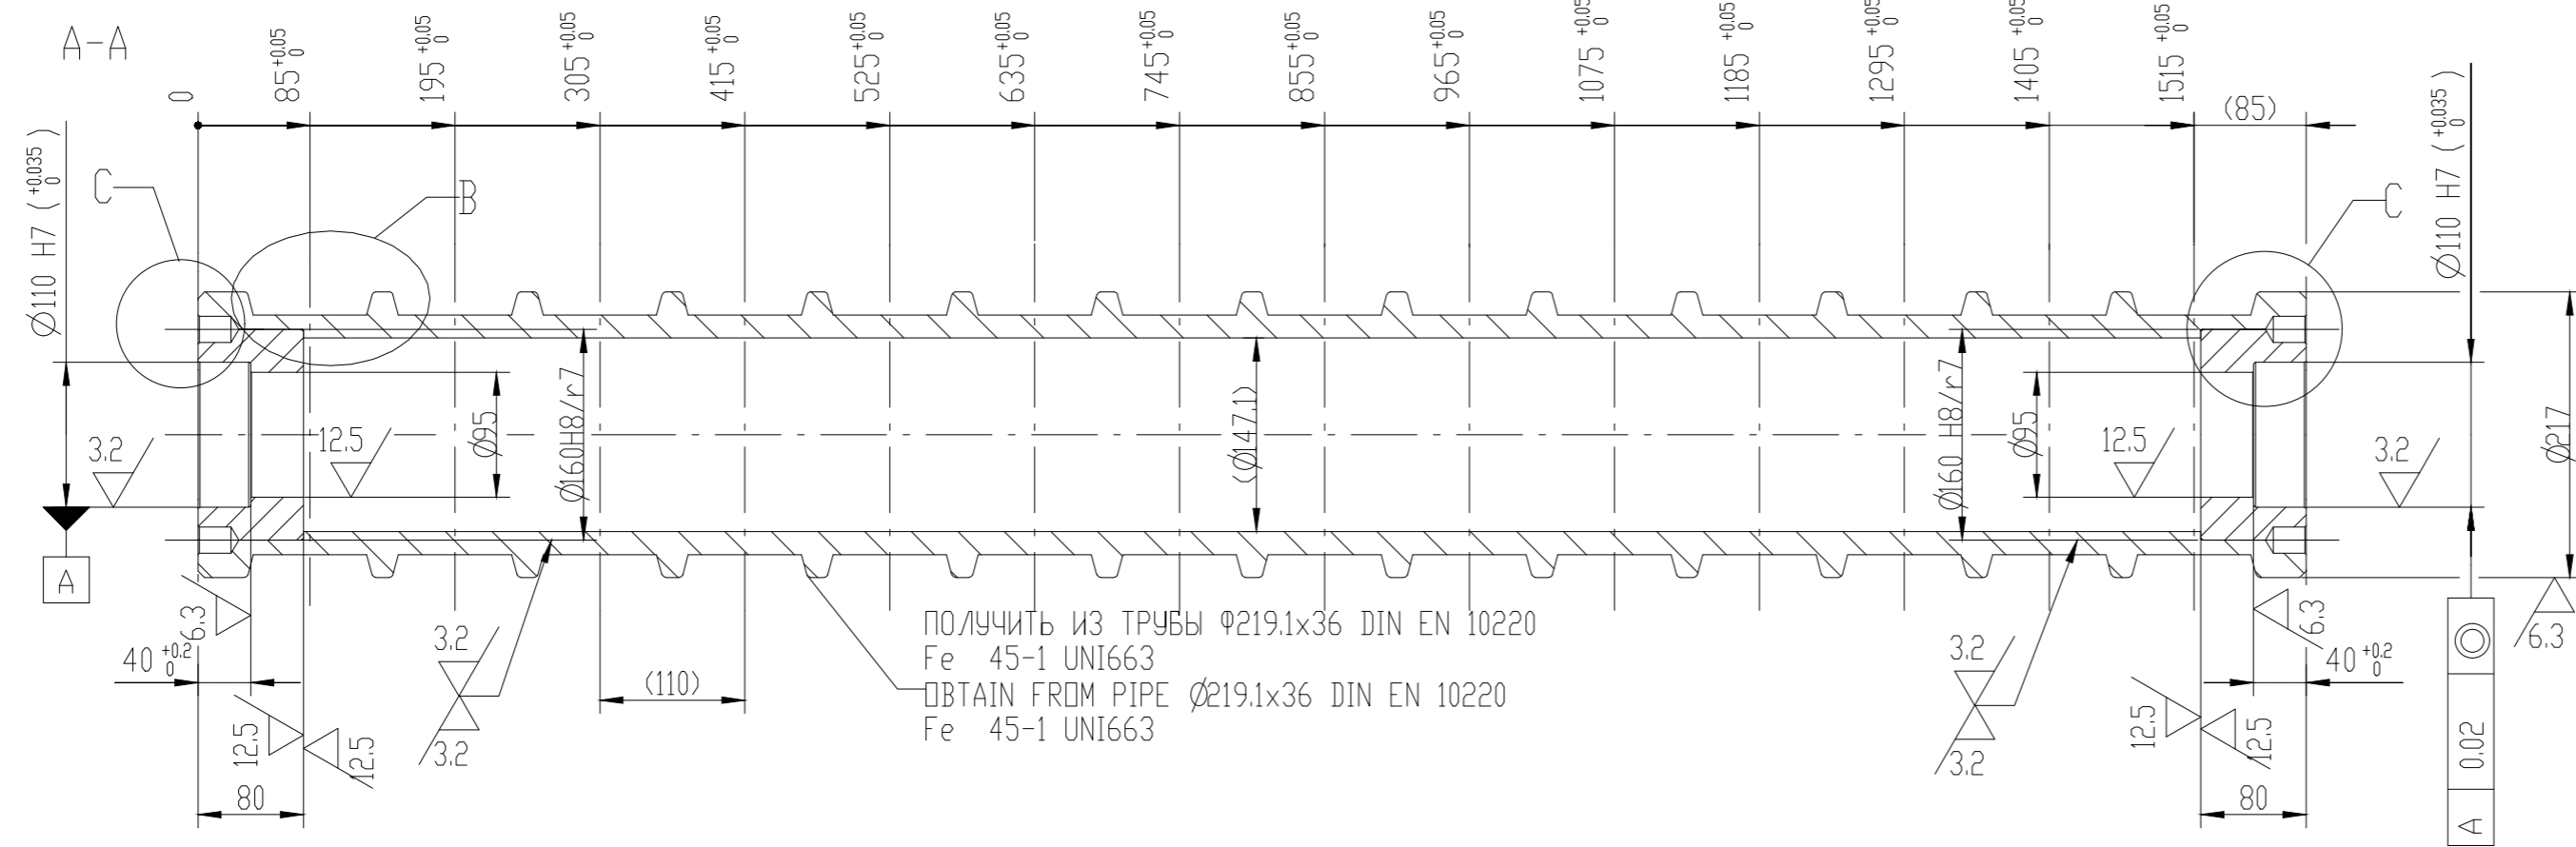 A-A
0
85 +0.05 0
195 +0.05 0
305 +0.05 0
415 +0.05 0
525 +0.05 0
635 +0.05 0
745 +0.05 0
855 +0.05 0
965 +0.05 0
1075 +0.05 0
1185 +0.05 0
1295 +0.05 0
1405 +0.05 0
1515 +0.05 0
(85)
Ø110 H7 ( +0.035 0 )
C
B
C
Ø110 H7 ( +0.035 0 )
3.2
12.5
Ø95
Ø160H8/r7
(Ø147.1)
Ø160 H8/r7
Ø95
12.5
3.2
Ø217
A
6.3
40 +0.2 0
12.5
12.5
80
3.2
3.2
(110)
ПОЛУЧИТЬ ИЗ ТРУБЫ Ф219.1x36 DIN EN 10220
Fe 45-1 UNI663
OBTAIN FROM PIPE Ø219.1x36 DIN EN 10220
Fe 45-1 UNI663
3.2
3.2
6.3
40 +0.2 0
12.5
12.5
80
6.3
0.02
A